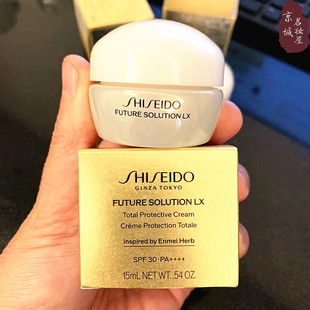 京城
名妆屋
SHISEIDO
FUTURE SOLUTION LX
SHISEIDO
GINZA TOKYO
FUTURE SOLUTION LX
Total Protective Cream
Crème Protection Totale
Inspired by Enmei Herb
SPF 30·PA++++
15mL NET WT. .54 OZ.